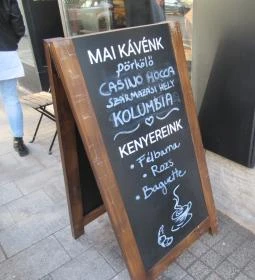 MAI KÁVÉNK
pörkölő
CASINO MOCCA
SZÁRMAZÁSI HELY
KOLUMBIA
KENYEREINK
• Félbarna
• Rozs
• Baguette